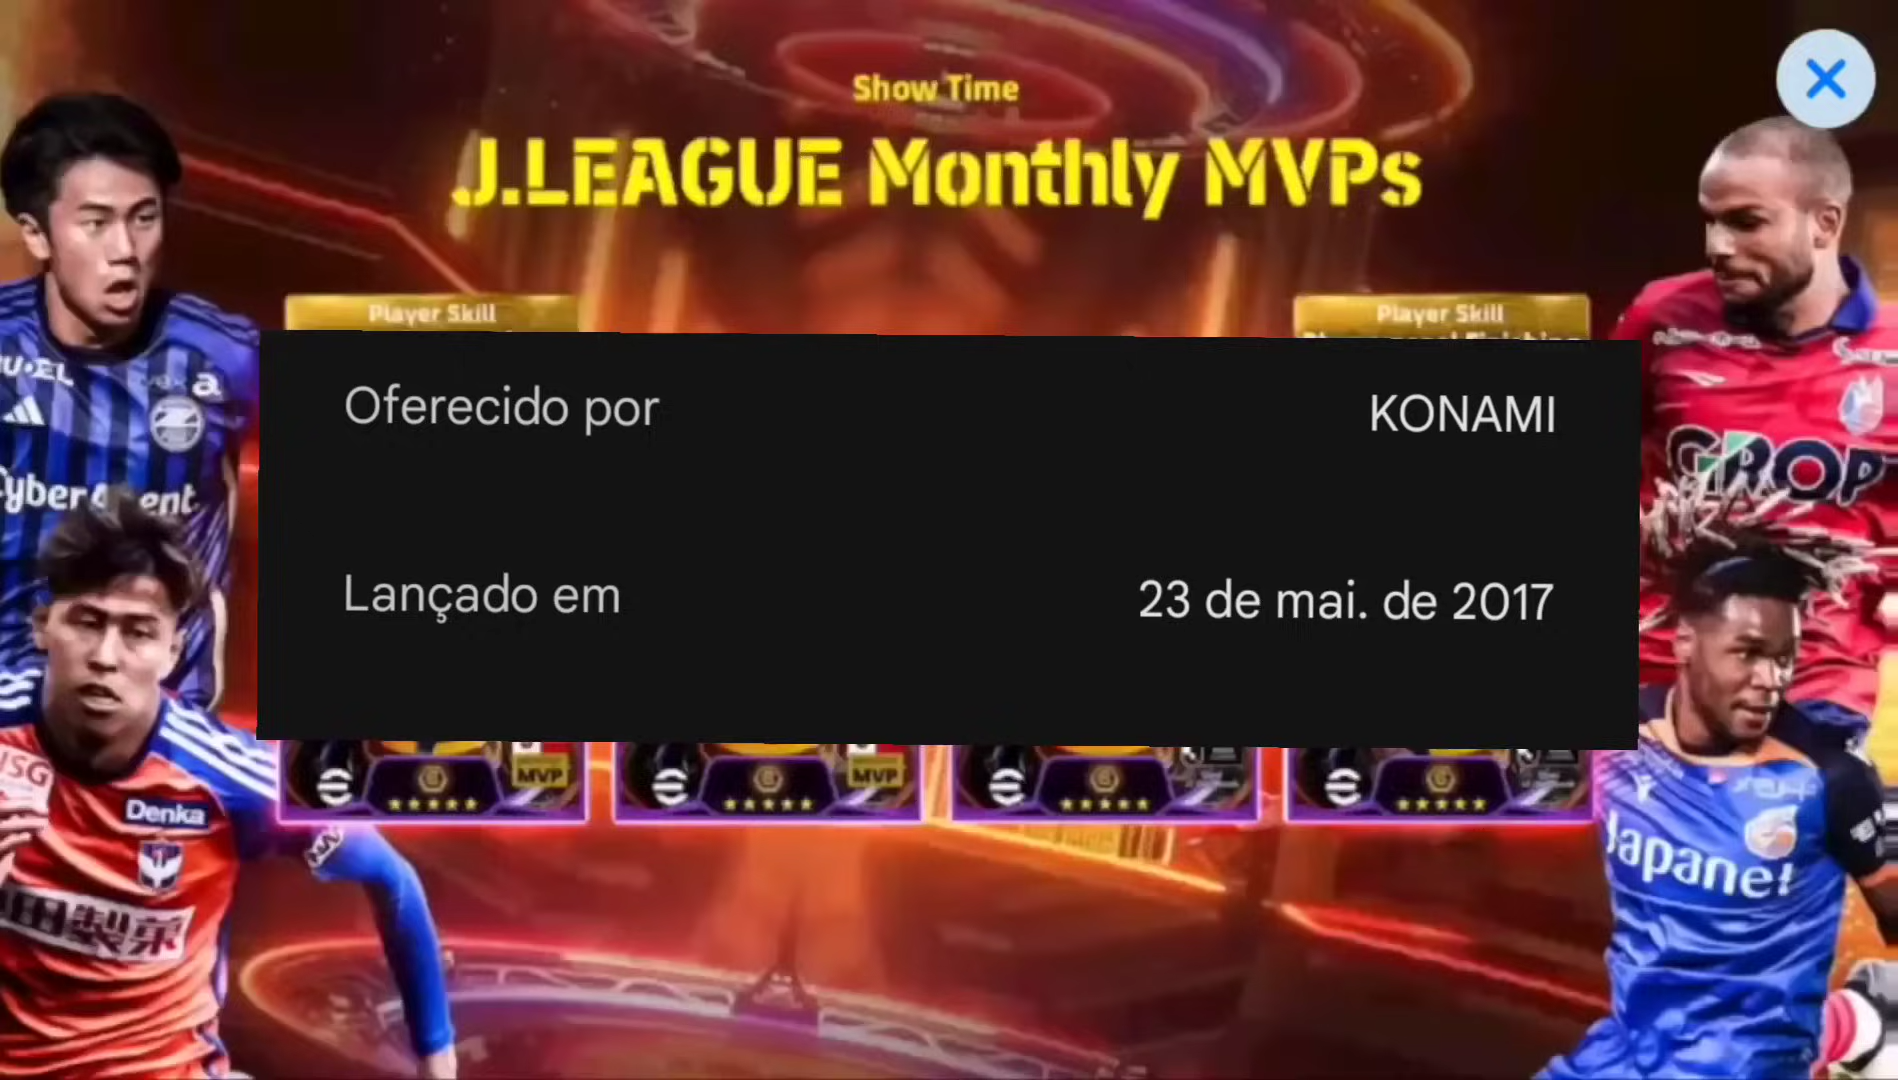 Show Time
J.LEAGUE Monthly MVPs
Player Skill
Player Skill
Oferecido por
KONAMI
Lançado em
23 de mai. de 2017
GROP
Denka
Japanet
MVP
MVP